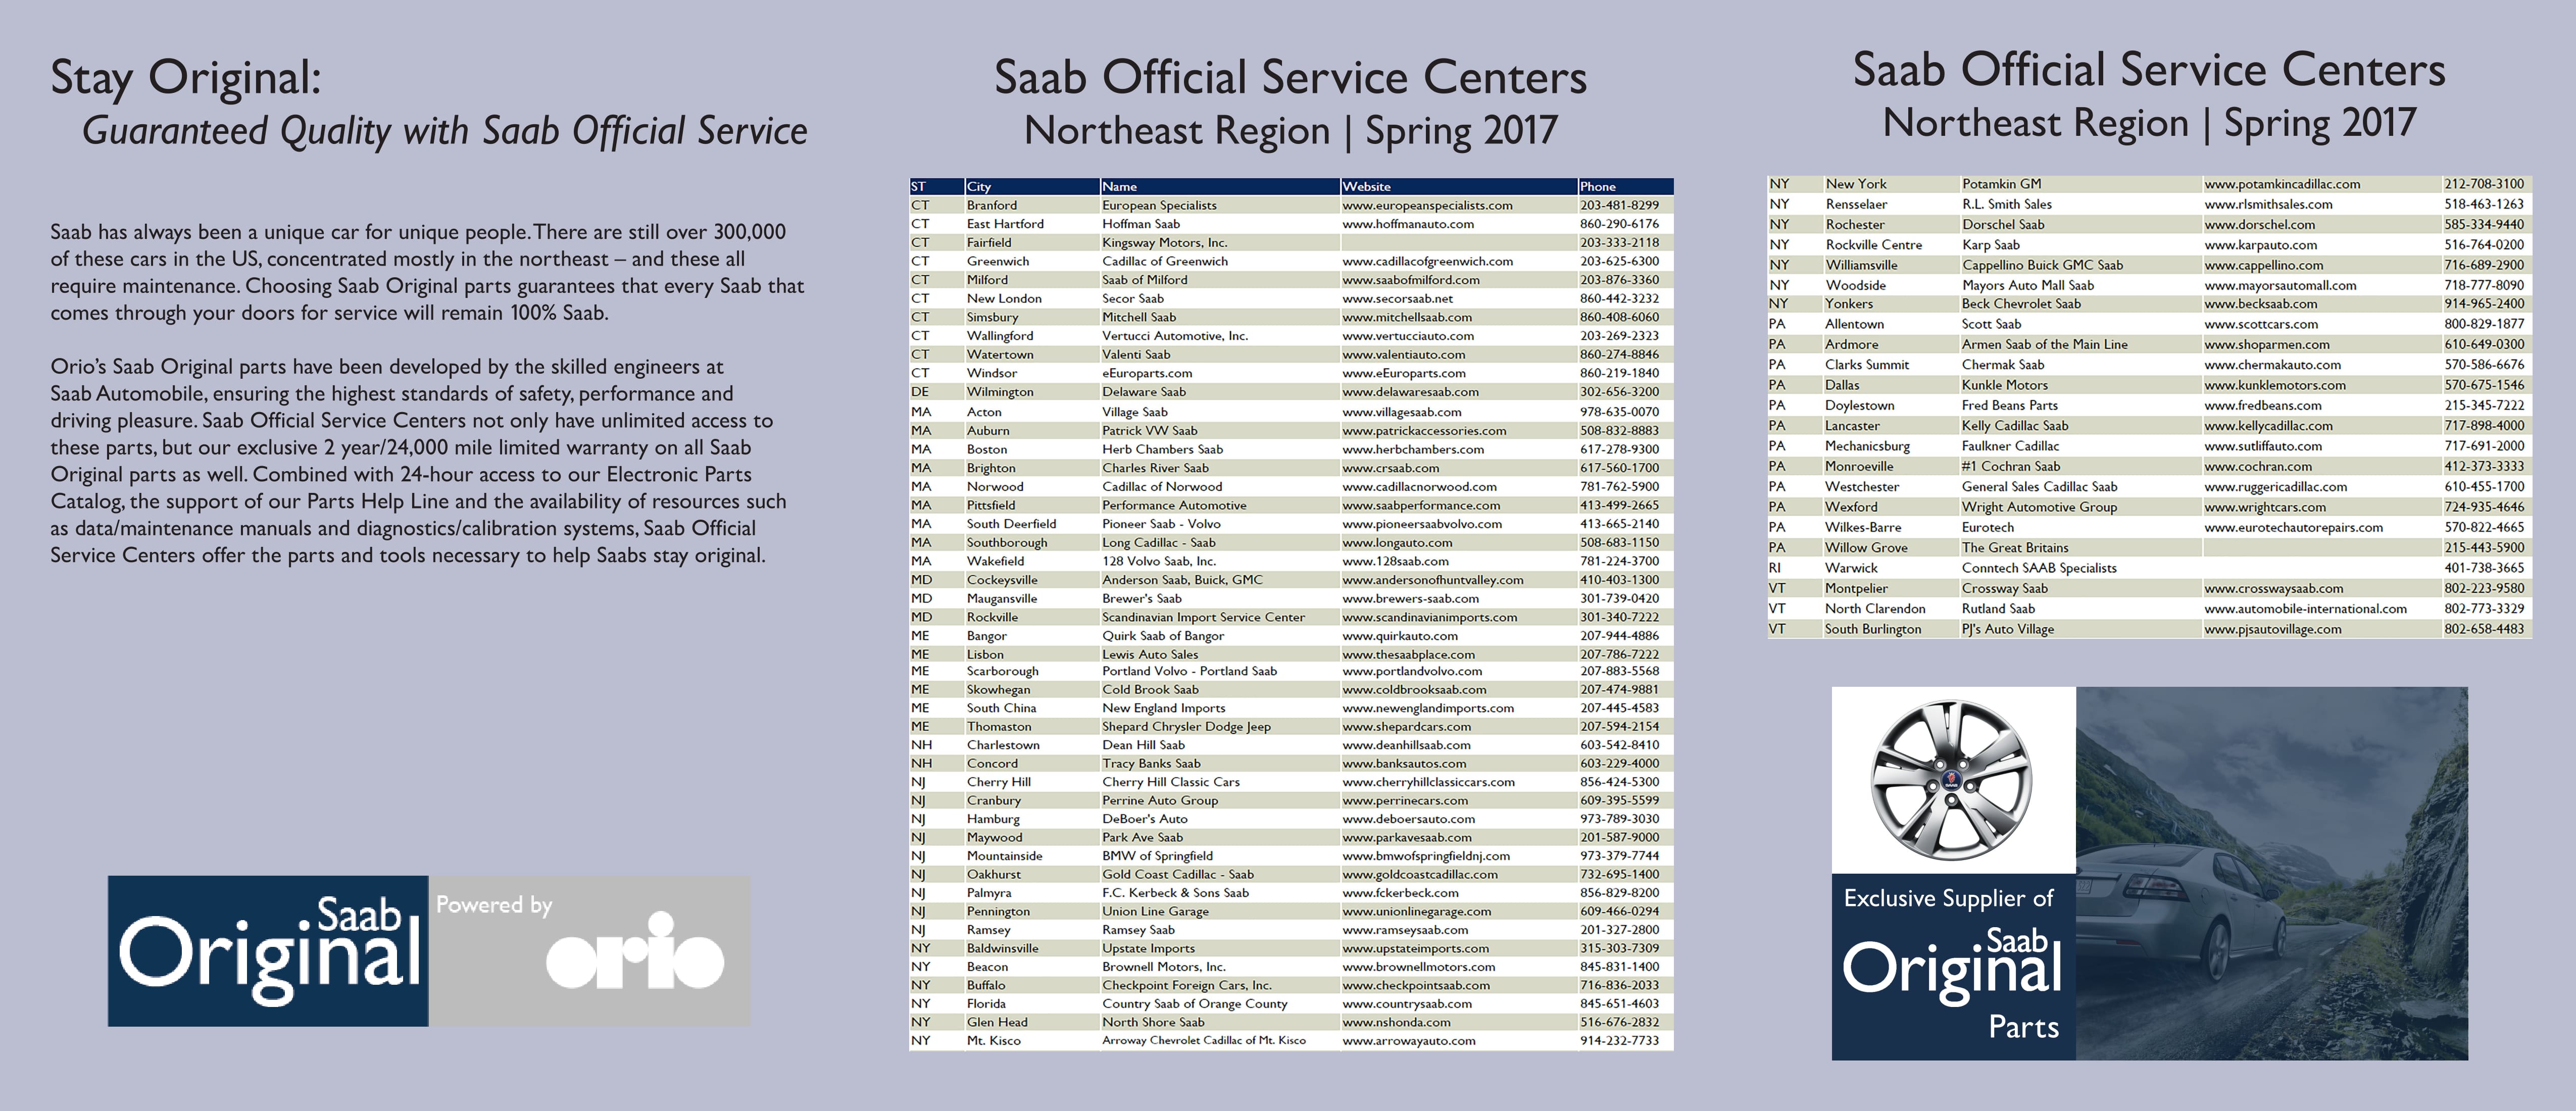 Stay Original:
Guaranteed Quality with Saab Official Service
Saab has always been a unique car for unique people. There are still over 300,000
of these cars in the US, concentrated mostly in the northeast – and these all
require maintenance. Choosing Saab Original parts guarantees that every Saab that
comes through your doors for service will remain 100% Saab.
Orio's Saab Original parts have been developed by the skilled engineers at
Saab Automobile, ensuring the highest standards of safety, performance and
driving pleasure. Saab Official Service Centers not only have unlimited access to
these parts, but our exclusive 2 year/24,000 mile limited warranty on all Saab
Original parts as well. Combined with 24-hour access to our Electronic Parts
Catalog, the support of our Parts Help Line and the availability of resources such
as data/maintenance manuals and diagnostics/calibration systems, Saab Official
Service Centers offer the parts and tools necessary to help Saabs stay original.
Saab
Original
Powered by
orio
Saab Official Service Centers
Northeast Region | Spring 2017
ST City Name Website Phone
CT Branford European Specialists www.europeanspecialists.com 203-481-8299
CT East Hartford Hoffman Saab www.hoffmanauto.com 860-290-6176
CT Fairfield Kingsway Motors, Inc. 203-333-2118
CT Greenwich Cadillac of Greenwich www.cadillacofgreenwich.com 203-625-6300
CT Milford Saab of Milford www.saabofmilford.com 203-876-3360
CT New London Secor Saab www.secorsaab.net 860-442-3232
CT Simsbury Mitchell Saab www.mitchellsaab.com 860-408-6060
CT Wallingford Vertucci Automotive, Inc. www.vertucciauto.com 203-269-2323
CT Watertown Valenti Saab www.valentiauto.com 860-274-8846
CT Windsor eEuroparts.com www.eEuroparts.com 860-219-1840
DE Wilmington Delaware Saab www.delawaresaab.com 302-656-3200
MA Acton Village Saab www.villagesaab.com 978-635-0070
MA Auburn Patrick VW Saab www.patrickaccessories.com 508-832-8883
MA Boston Herb Chambers Saab www.herbchambers.com 617-278-9300
MA Brighton Charles River Saab www.crsaab.com 617-560-1700
MA Norwood Cadillac of Norwood www.cadillacnorwood.com 781-762-5900
MA Pittsfield Performance Automotive www.saabperformance.com 413-499-2665
MA South Deerfield Pioneer Saab - Volvo www.pioneersaabvolvo.com 413-665-2140
MA Southborough Long Cadillac - Saab www.longauto.com 508-683-1150
MA Wakefield 128 Volvo Saab, Inc. www.128saab.com 781-224-3700
MD Cockeysville Anderson Saab, Buick, GMC www.andersonofhuntvalley.com 410-403-1300
MD Maugansville Brewer's Saab www.brewers-saab.com 301-739-0420
MD Rockville Scandinavian Import Service Center www.scandinavianimports.com 301-340-7222
ME Bangor Quirk Saab of Bangor www.quirkauto.com 207-944-4886
ME Lisbon Lewis Auto Sales www.thesaabplace.com 207-786-7222
ME Scarborough Portland Volvo - Portland Saab www.portlandvolvo.com 207-883-5568
ME Skowhegan Cold Brook Saab www.coldbrooksaab.com 207-474-9881
ME South China New England Imports www.newenglandimports.com 207-445-4583
ME Thomaston Shepard Chrysler Dodge Jeep www.shepardcars.com 207-594-2154
NH Charlestown Dean Hill Saab www.deanhillsaab.com 603-542-8410
NH Concord Tracy Banks Saab www.banksautos.com 603-229-4000
NJ Cherry Hill Cherry Hill Classic Cars www.cherryhillclassiccars.com 856-424-5300
NJ Cranbury Perrine Auto Group www.perrinecars.com 609-395-5599
NJ Hamburg DeBoer's Auto www.deboersauto.com 973-789-3030
NJ Maywood Park Ave Saab www.parkavesaab.com 201-587-9000
NJ Mountainside BMW of Springfield www.bmwofspringfieldnj.com 973-379-7744
NJ Oakhurst Gold Coast Cadillac - Saab www.goldcoastcadillac.com 732-695-1400
NJ Palmyra F.C. Kerbeck & Sons Saab www.fckerbeck.com 856-829-8200
NJ Pennington Union Line Garage www.unionlinegarage.com 609-466-0294
NJ Ramsey Ramsey Saab www.ramseysaab.com 201-327-2800
NY Baldwinsville Upstate Imports www.upstateimports.com 315-303-7309
NY Beacon Brownell Motors, Inc. www.brownellmotors.com 845-831-1400
NY Buffalo Checkpoint Foreign Cars, Inc. www.checkpointsaab.com 716-836-2033
NY Florida Country Saab of Orange County www.countrysaab.com 845-651-4603
NY Glen Head North Shore Saab www.nshonda.com 516-676-2832
NY Mt. Kisco Arroway Chevrolet Cadillac of Mt. Kisco www.arrowayauto.com 914-232-7733
Saab Official Service Centers
Northeast Region | Spring 2017
NY New York Potamkin GM www.potamkincadillac.com 212-708-3100
NY Rensselaer R.L. Smith Sales www.rlsmithsales.com 518-463-1263
NY Rochester Dorschel Saab www.dorschel.com 585-334-9440
NY Rockville Centre Karp Saab www.karpauto.com 516-764-0200
NY Williamsville Cappellino Buick GMC Saab www.cappellino.com 716-689-2900
NY Woodside Mayors Auto Mall Saab www.mayorsautomall.com 718-777-8090
NY Yonkers Beck Chevrolet Saab www.becksaab.com 914-965-2400
PA Allentown Scott Saab www.scottcars.com 800-829-1877
PA Ardmore Armen Saab of the Main Line www.shoparmen.com 610-649-0300
PA Clarks Summit Chermak Saab www.chermakauto.com 570-586-6676
PA Dallas Kunkle Motors www.kunklemotors.com 570-675-1546
PA Doylestown Fred Beans Parts www.fredbeans.com 215-345-7222
PA Lancaster Kelly Cadillac Saab www.kellycadillac.com 717-898-4000
PA Mechanicsburg Faulkner Cadillac www.sutliffauto.com 717-691-2000
PA Monroeville #1 Cochran Saab www.cochran.com 412-373-3333
PA Westchester General Sales Cadillac Saab www.ruggericadillac.com 610-455-1700
PA Wexford Wright Automotive Group www.wrightcars.com 724-935-4646
PA Wilkes-Barre Eurotech www.eurotechautorepairs.com 570-822-4665
PA Willow Grove The Great Britains 215-443-5900
RI Warwick Conntech SAAB Specialists 401-738-3665
VT Montpelier Crossway Saab www.crosswaysaab.com 802-223-9580
VT North Clarendon Rutland Saab www.automobile-international.com 802-773-3329
VT South Burlington PJ's Auto Village www.pjsautovillage.com 802-658-4483
Exclusive Supplier of
Saab
Original
Parts